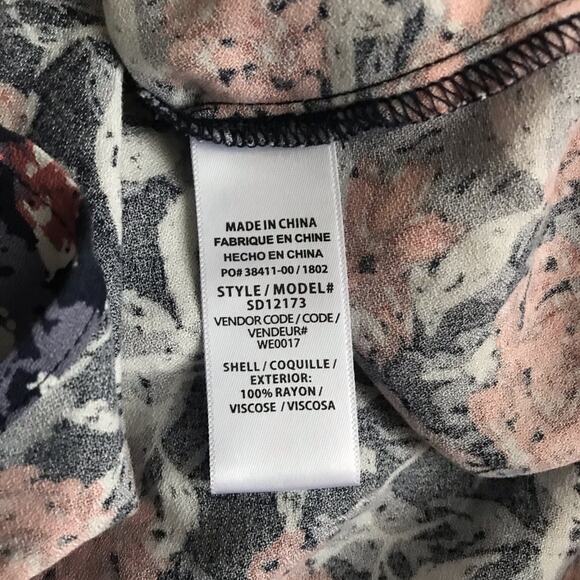 MADE IN CHINA
FABRIQUE EN CHINE
HECHO EN CHINA
PO# 38411-00 / 1802
STYLE / MODEL#
SD12173
VENDOR CODE / CODE /
VENDEUR#
WE0017
SHELL / COQUILLE /
EXTERIOR:
100% RAYON /
VISCOSE / VISCOSA